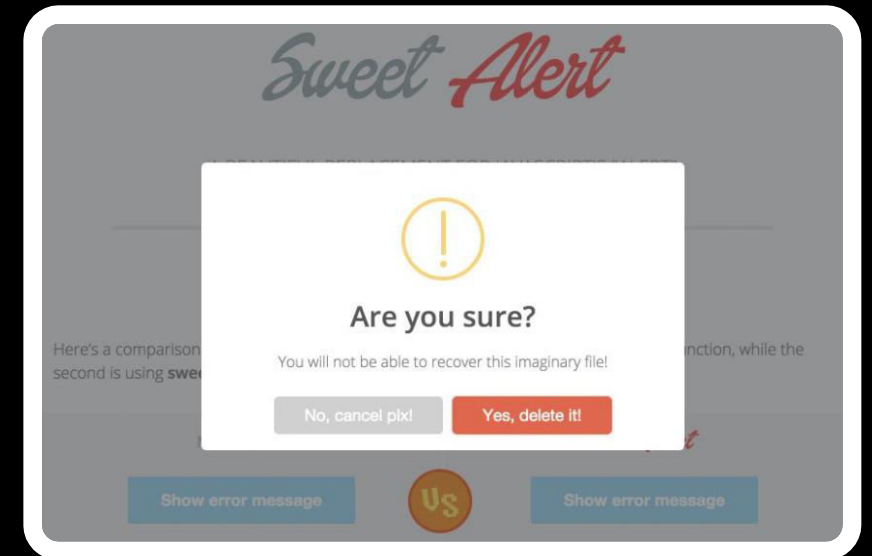 Sweet Alert
Are you sure?
Here's a comparison nction, while the
You will not be able to recover this imaginary file!
second is using swee
No, cancel plx! Yes, delete it!
Show error message VS Show error message